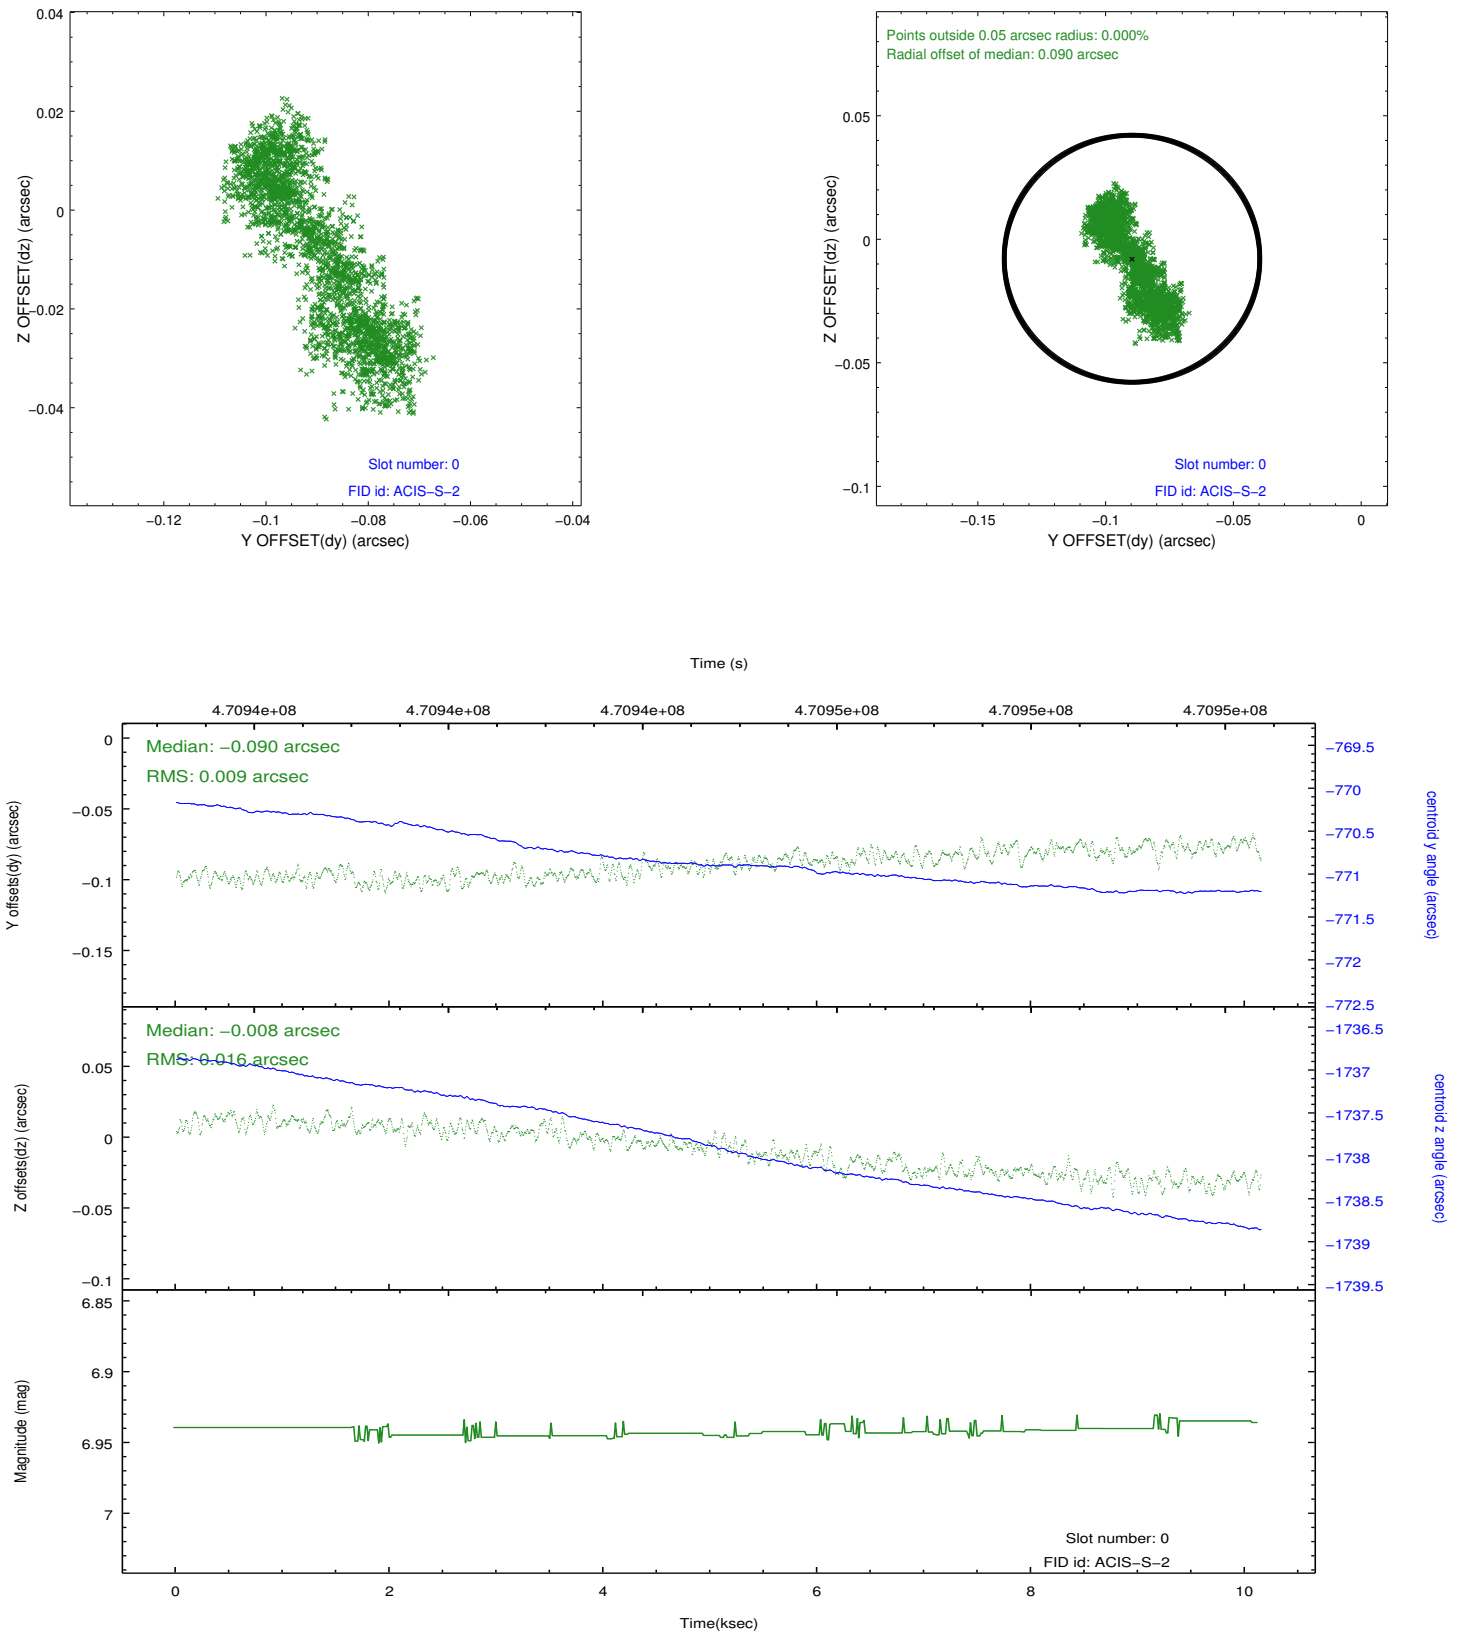 0.04
0.02
0
−0.02
−0.04
Z OFFSET(dz) (arcsec)
Slot number: 0
FID id: ACIS−S−2
−0.12
−0.1
−0.08
−0.06
−0.04
Y OFFSET(dy) (arcsec)
Points outside 0.05 arcsec radius: 0.000%
Radial offset of median: 0.090 arcsec
0.05
0
−0.05
−0.1
Z OFFSET(dz) (arcsec)
Slot number: 0
FID id: ACIS−S−2
−0.15
−0.1
−0.05
0
Y OFFSET(dy) (arcsec)
Time (s)
4.7094e+08
4.7094e+08
4.7094e+08
4.7095e+08
4.7095e+08
4.7095e+08
Median: −0.090 arcsec
RMS: 0.009 arcsec
0
−0.05
−0.1
−0.15
Y offsets(dy) (arcsec)
−769.5
−770
−770.5
−771
−771.5
−772
−772.5
centroid y angle (arcsec)
Median: −0.008 arcsec
RMS: 0.016 arcsec
0.05
0
−0.05
−0.1
Z offsets(dz) (arcsec)
−1736.5
−1737
−1737.5
−1738
−1738.5
−1739
−1739.5
centroid z angle (arcsec)
6.85
6.9
6.95
7
Magnitude (mag)
Slot number: 0
FID id: ACIS−S−2
0
2
4
6
8
10
Time(ksec)